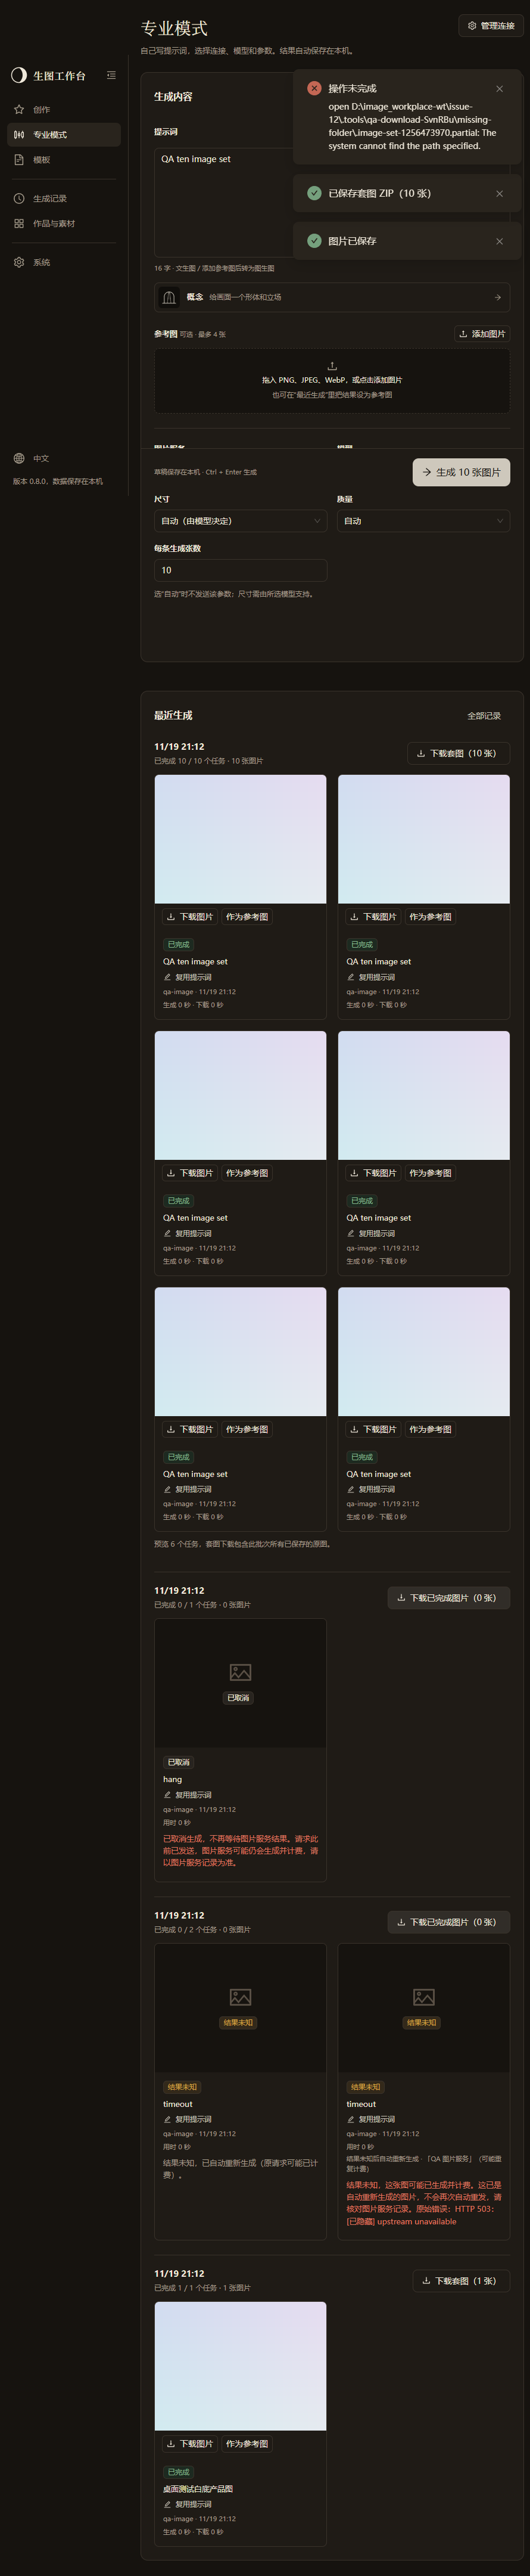 生图工作台
创作
专业模式
模板
生成记录
作品与素材
系统
中文
版本 0.8.0，数据保存在本机
专业模式
自己写提示词，选择连接、模型和参数。结果自动保存在本机。
管理连接
生成内容
提示词
QA ten image set
操作未完成
open D:\image_workplace-wt\issue-
12\.tools\qa-download-SvnRBu\missing-
folder\.image-set-1256473970.partial: The
system cannot find the path specified.
已保存套图 ZIP（10 张）
图片已保存
16 字 · 文生图 / 添加参考图后转为图生图
概念 给画面一个形体和立场
参考图 可选 · 最多 4 张
添加图片
拖入 PNG、JPEG、WebP，或点击添加图片
也可在"最近生成"里把结果设为参考图
草稿保存在本机 · Ctrl + Enter 生成
生成 10 张图片
尺寸
质量
自动（由模型决定）
自动
每条生成张数
10
选"自动"时不发送该参数；尺寸需由所选模型支持。
最近生成
全部记录
11/19 21:12
已完成 10 / 10 个任务 · 10 张图片
下载套图（10 张）
下载图片 作为参考图
下载图片 作为参考图
已完成
已完成
QA ten image set
QA ten image set
复用提示词
复用提示词
qa-image · 11/19 21:12
qa-image · 11/19 21:12
生成 0 秒 · 下载 0 秒
生成 0 秒 · 下载 0 秒
下载图片 作为参考图
下载图片 作为参考图
已完成
已完成
QA ten image set
QA ten image set
复用提示词
复用提示词
qa-image · 11/19 21:12
qa-image · 11/19 21:12
生成 0 秒 · 下载 0 秒
生成 0 秒 · 下载 0 秒
下载图片 作为参考图
下载图片 作为参考图
已完成
已完成
QA ten image set
QA ten image set
复用提示词
复用提示词
qa-image · 11/19 21:12
qa-image · 11/19 21:12
生成 0 秒 · 下载 0 秒
生成 0 秒 · 下载 0 秒
预览 6 个任务，套图下载包含此批次所有已保存的原图。
11/19 21:12
已完成 0 / 1 个任务 · 0 张图片
下载已完成图片（0 张）
已取消
已取消
hang
复用提示词
qa-image · 11/19 21:12
用时 0 秒
已取消生成，不再等待图片服务结果。请求此
前已发送，图片服务可能仍会生成并计费，请
以图片服务记录为准。
11/19 21:12
已完成 0 / 2 个任务 · 0 张图片
下载已完成图片（0 张）
结果未知
结果未知
结果未知
结果未知
timeout
timeout
复用提示词
复用提示词
qa-image · 11/19 21:12
qa-image · 11/19 21:12
用时 0 秒
用时 0 秒
结果未知，已自动重新生成（原请求可能已计
费）。
结果未知后自动重新生成 · 「QA 图片服务」（可能重
复计费）
结果未知，这张图可能已生成并计费。这已是
自动重新生成的图片，不会再次自动重发，请
核对图片服务记录。原始错误：HTTP 503：
[已隐藏] upstream unavailable
11/19 21:12
已完成 1 / 1 个任务 · 1 张图片
下载套图（1 张）
下载图片 作为参考图
已完成
桌面测试白底产品图
复用提示词
qa-image · 11/19 21:12
生成 0 秒 · 下载 0 秒